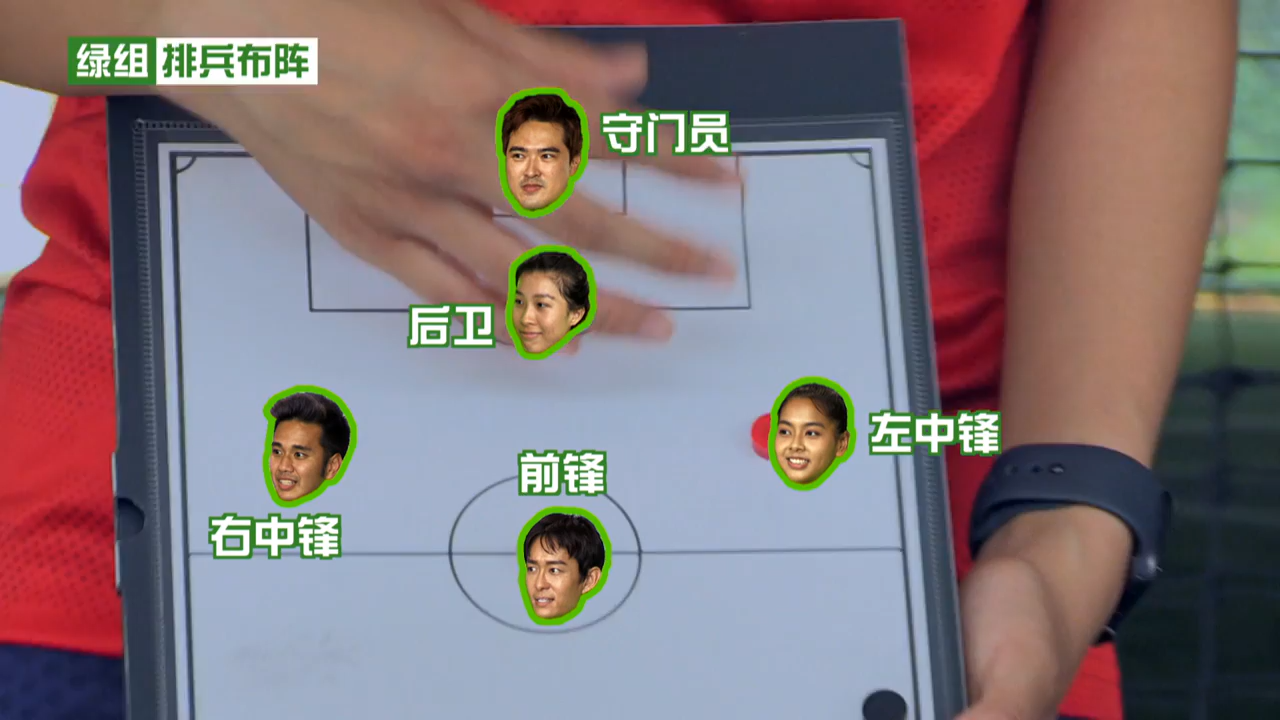 绿组 排兵布阵
守门员
后卫
左中锋
前锋
右中锋